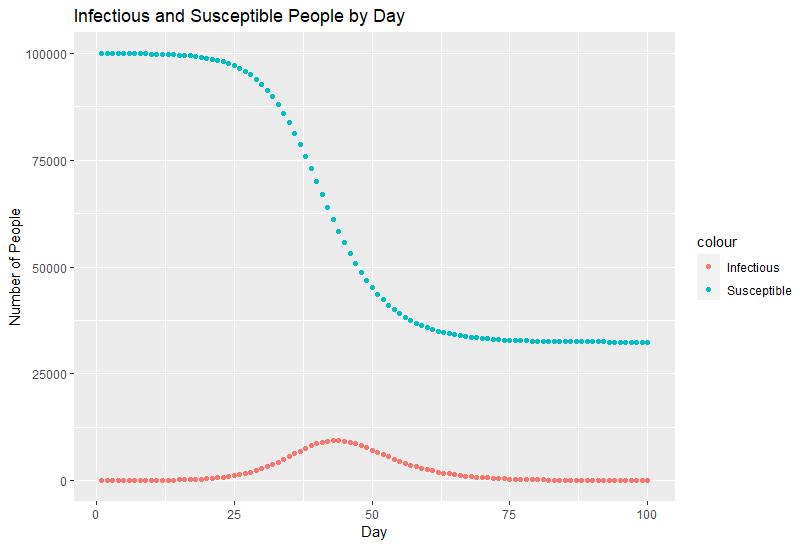 Infectious and Susceptible People by Day
Number of People
100000
75000
50000
25000
0
0 25 50 75 100
Day
colour
Infectious
Susceptible